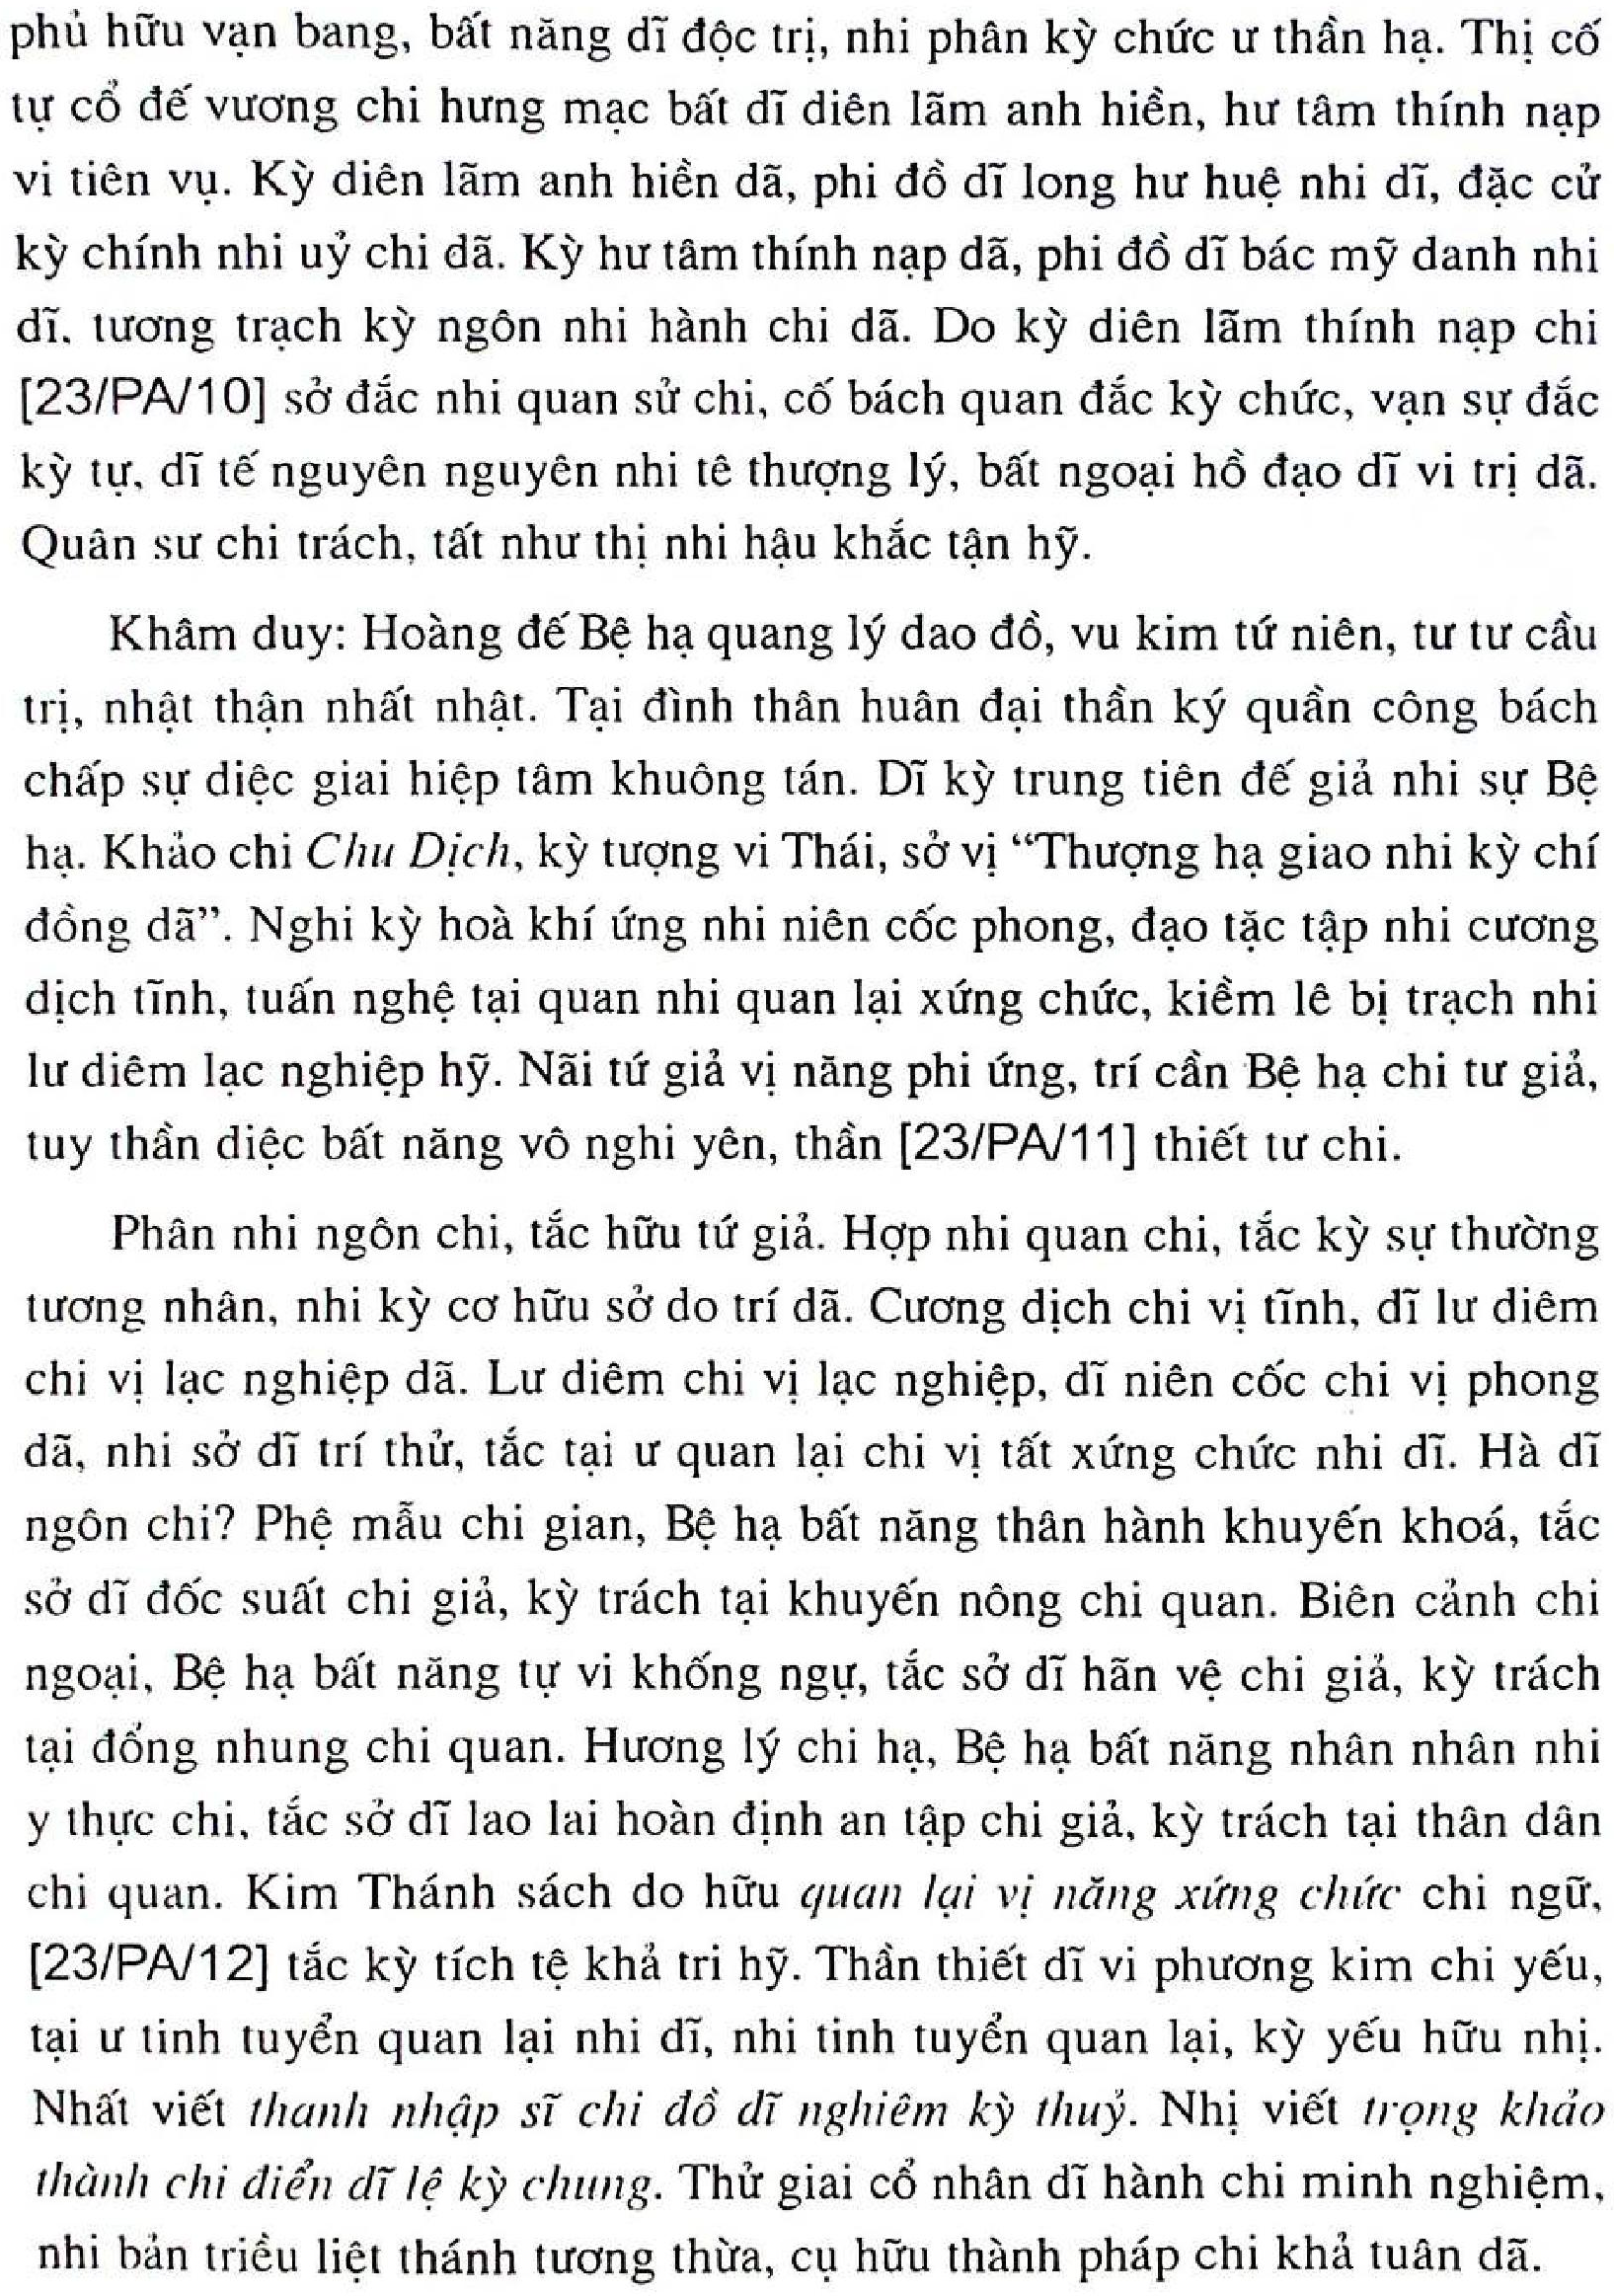 phủ hữu vạn bang, bất năng dĩ độc trị, nhi phân kỳ chức ư thần hạ. Thị cố
tự cổ đế vương chi hưng mạc bất dĩ diên lãm anh hiền, hư tâm thính nạp
vi tiên vụ. Kỳ diên lãm anh hiền dã, phi đồ dĩ long hư huệ nhi dĩ, đặc cử
kỳ chính nhi uỷ chi dã. Kỳ hư tâm thính nạp dã, phi đồ dĩ bác mỹ danh nhi
dĩ, tương trạch kỳ ngôn nhi hành chi dã. Do kỳ diên lãm thính nạp chi
[23/PA/10] sở đắc nhi quan sử chi, cố bách quan đắc kỳ chức, vạn sự đắc
kỳ tự, dĩ tế nguyên nguyên nhi tê thượng lý, bất ngoại hồ đạo dĩ vi trị dã.
Quân sư chi trách, tất như thị nhi hậu khắc tận hỹ.
Khâm duy: Hoàng đế Bệ hạ quang lý dao đồ, vu kim tứ niên, tư tư cầu
trị, nhật thận nhất nhật. Tại đình thân huân đại thần ký quần công bách
chấp sự diệc giai hiệp tâm khuông tán. Dĩ kỳ trung tiên đế giả nhi sự Bệ
hạ. Khảo chi Chu Dịch, kỳ tượng vi Thái, sở vị “Thượng hạ giao nhi kỳ chí
đồng dã”. Nghi kỳ hoà khí ứng nhi niên cốc phong, đạo tặc tập nhi cương
dịch tĩnh, tuấn nghệ tại quan nhi quan lại xứng chức, kiềm lê bị trạch nhi
lư diêm lạc nghiệp hỹ. Nãi tứ giả vị năng phi ứng, trí cần Bệ hạ chi tư giả,
tuy thần diệc bất năng vô nghi yên, thần [23/PA/11] thiết tư chi.
Phân nhi ngôn chi, tắc hữu tứ giả. Hợp nhi quan chi, tắc kỳ sự thường
tương nhân, nhi kỳ cơ hữu sở do trí dã. Cương dịch chi vị tĩnh, dĩ lư diêm
chi vị lạc nghiệp dã. Lư diêm chi vị lạc nghiệp, dĩ niên cốc chi vị phong
dã, nhi sở dĩ trí thử, tắc tại ư quan lại chi vị tất xứng chức nhi dĩ. Hà dĩ
ngôn chi? Phệ mẫu chi gian, Bệ hạ bất năng thân hành khuyến khoá, tắc
sở dĩ đốc suất chi giả, kỳ trách tại khuyến nông chi quan. Biên cảnh chi
ngoại, Bệ hạ bất năng tự vi khống ngự, tắc sở dĩ hãn vệ chi giả, kỳ trách
tại đổng nhung chi quan. Hương lý chi hạ, Bệ hạ bất năng nhân nhân nhi
y thực chi, tắc sở dĩ lao lai hoàn định an tập chi giả, kỳ trách tại thân dân
chi quan. Kim Thánh sách do hữu quan lại vị năng xứng chức chi ngữ,
[23/PA/12] tắc kỳ tích tệ khả tri hỹ. Thần thiết dĩ vi phương kim chi yếu,
tại ư tinh tuyển quan lại nhi dĩ, nhi tinh tuyển quan lại, kỳ yếu hữu nhị.
Nhất viết thanh nhập sĩ chi đồ dĩ nghiêm kỳ thuỷ. Nhị viết trọng khảo
thành chi điển dĩ lệ kỳ chung. Thử giai cổ nhân dĩ hành chi minh nghiệm,
nhi bản triều liệt thánh tương thừa, cụ hữu thành pháp chi khả tuân dã.